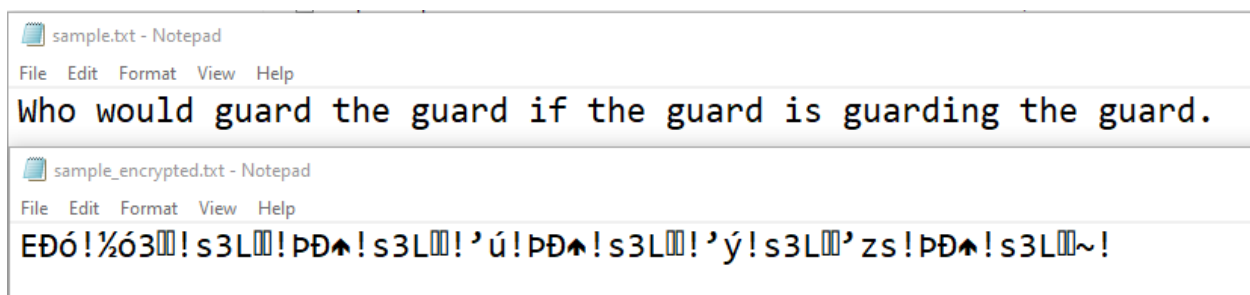 sample.txt - Notepad
File Edit Format View Help
Who would guard the guard if the guard is guarding the guard.
sample_encrypted.txt - Notepad
File Edit Format View Help
EÐó!½ó3▯▯!s3L▯▯!ÞÐ♠!s3L▯▯!’ú!ÞÐ♠!s3L▯▯!’ý!s3L▯▯’zs!ÞÐ♠!s3L▯▯~!